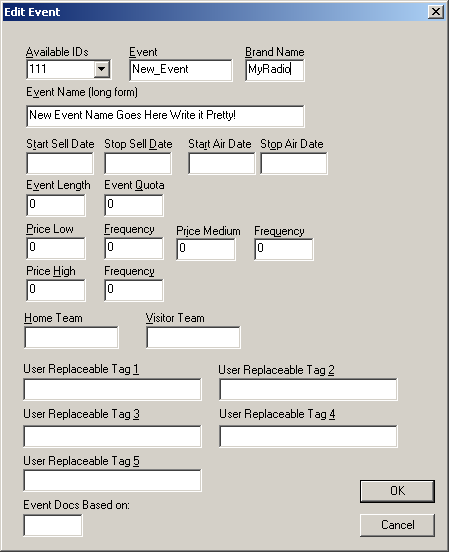 Edit Event
Available IDs Event Brand Name
111 New_Event MyRadio
Event Name (long form)
New Event Name Goes Here Write it Pretty!
Start Sell Date Stop Sell Date Start Air Date Stop Air Date
Event Length Event Quota
0 0
Price Low Frequency Price Medium Frequency
0 0 0 0
Price High Frequency
0 0
Home Team Visitor Team
User Replaceable Tag 1 User Replaceable Tag 2
User Replaceable Tag 3 User Replaceable Tag 4
User Replaceable Tag 5
Event Docs Based on:
OK
Cancel